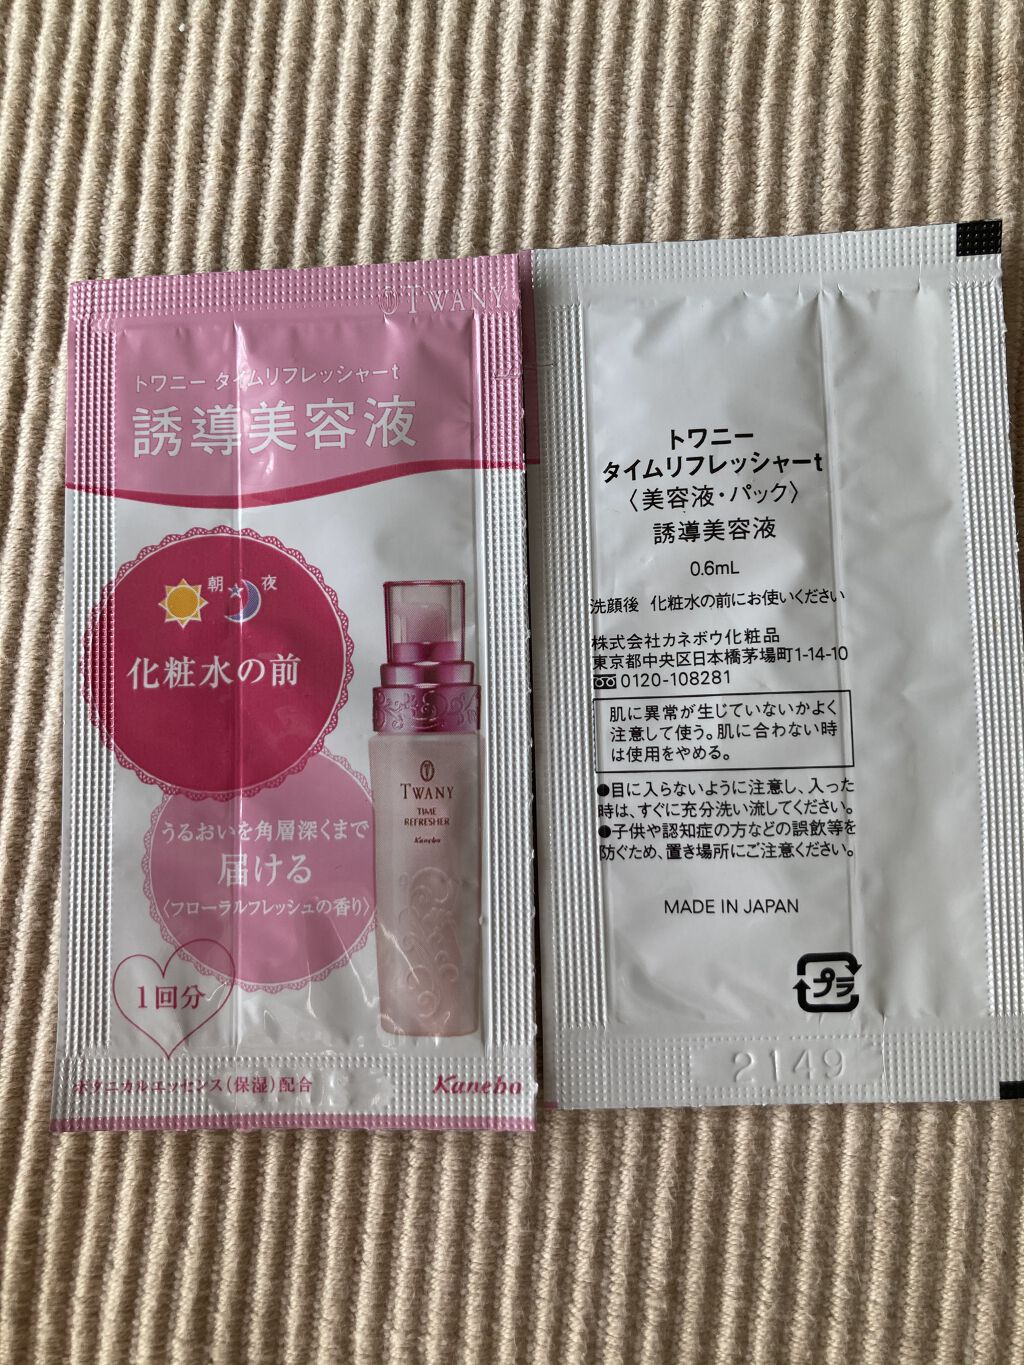 TWANY
トワニー タイムリフレッシャーt
誘導美容液
朝 夜
化粧水の前
うるおいを角層深くまで
届ける
〈フローラルフレッシュの香り〉
1回分
TWANY
TIME
REFRESHER
Kanebo
ボタニカルエッセンス(保湿)配合
Kanebo
トワニー
タイムリフレッシャーt
〈美容液・パック〉
誘導美容液
0.6mL
洗顔後 化粧水の前にお使いください
株式会社カネボウ化粧品
東京都中央区日本橋茅場町1-14-10
0120-108281
肌に異常が生じていないかよく
注意して使う。肌に合わない時
は使用をやめる。
●目に入らないように注意し、入った
時は、すぐに充分洗い流してください。
●子供や認知症の方などの誤飲等を
防ぐため、置き場所にご注意ください。
MADE IN JAPAN
プラ
2149